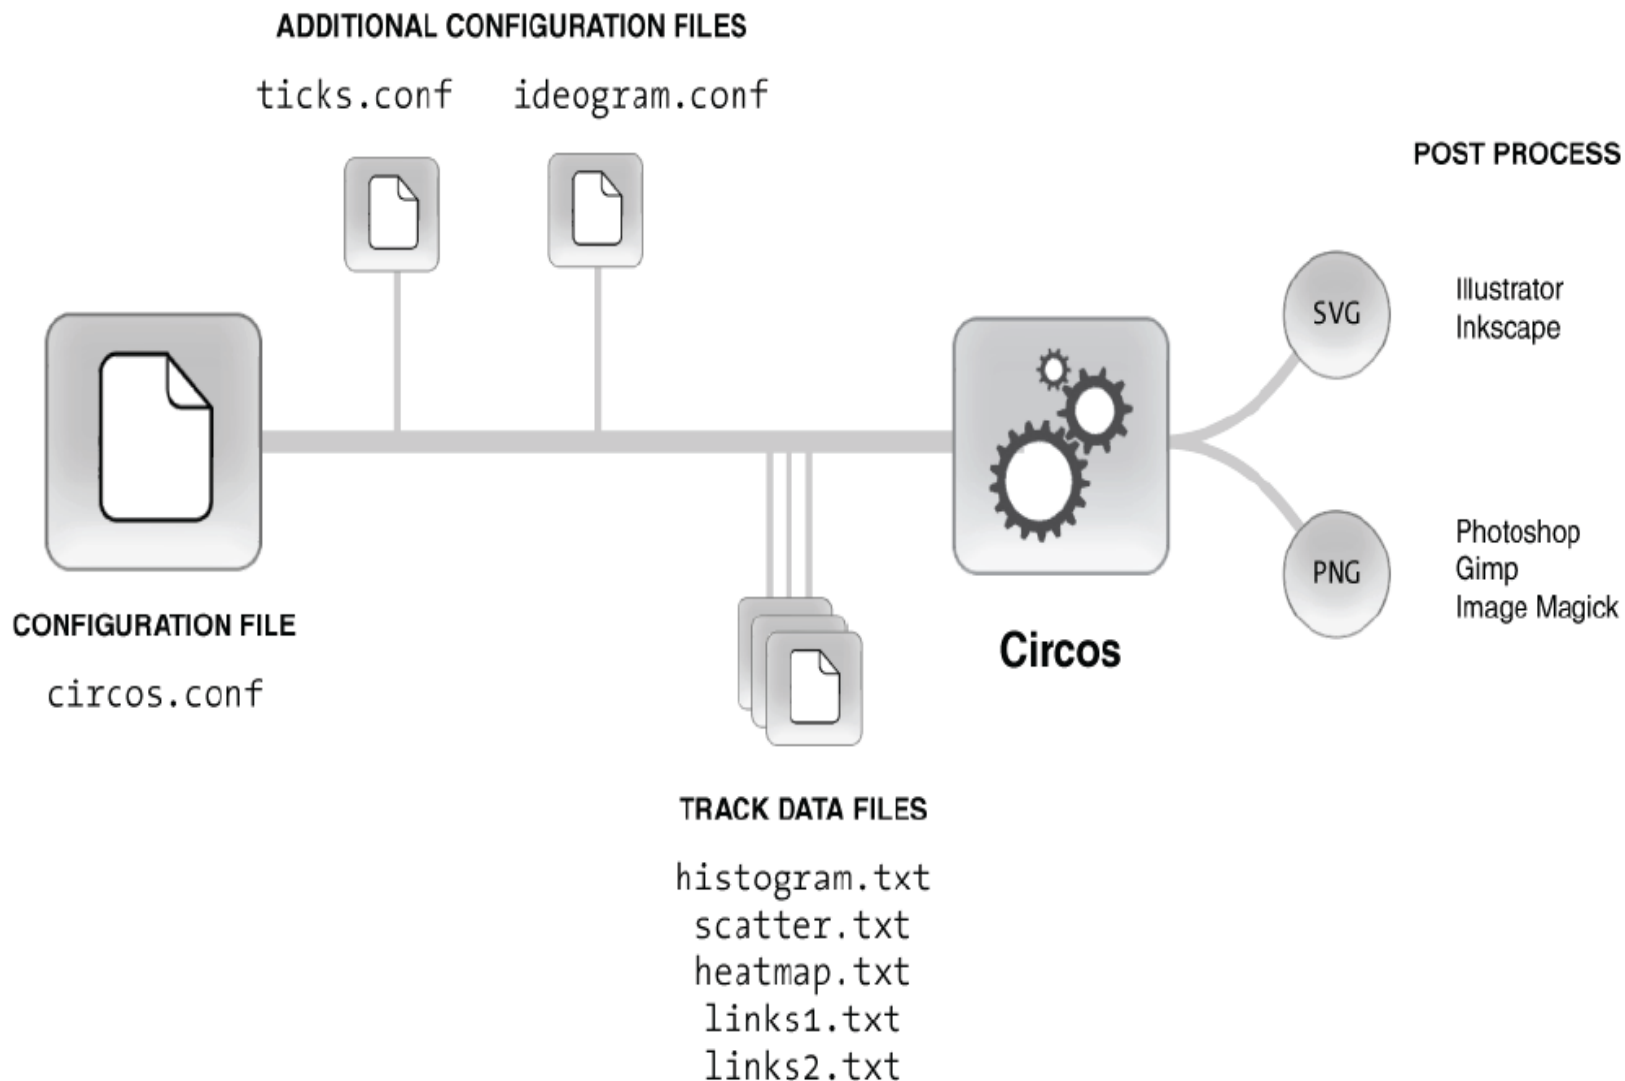 ADDITIONAL CONFIGURATION FILES
ticks.conf ideogram.conf
POST PROCESS
SVG
Illustrator
Inkscape
PNG
Photoshop
Gimp
Image Magick
CONFIGURATION FILE
circos.conf
Circos
TRACK DATA FILES
histogram.txt
scatter.txt
heatmap.txt
links1.txt
links2.txt